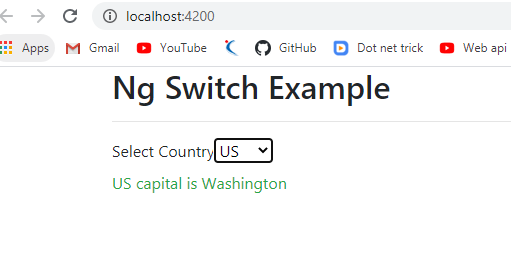 localhost:4200
Apps Gmail YouTube GitHub Dot net trick Web api
Ng Switch Example
Select Country US
US capital is Washington